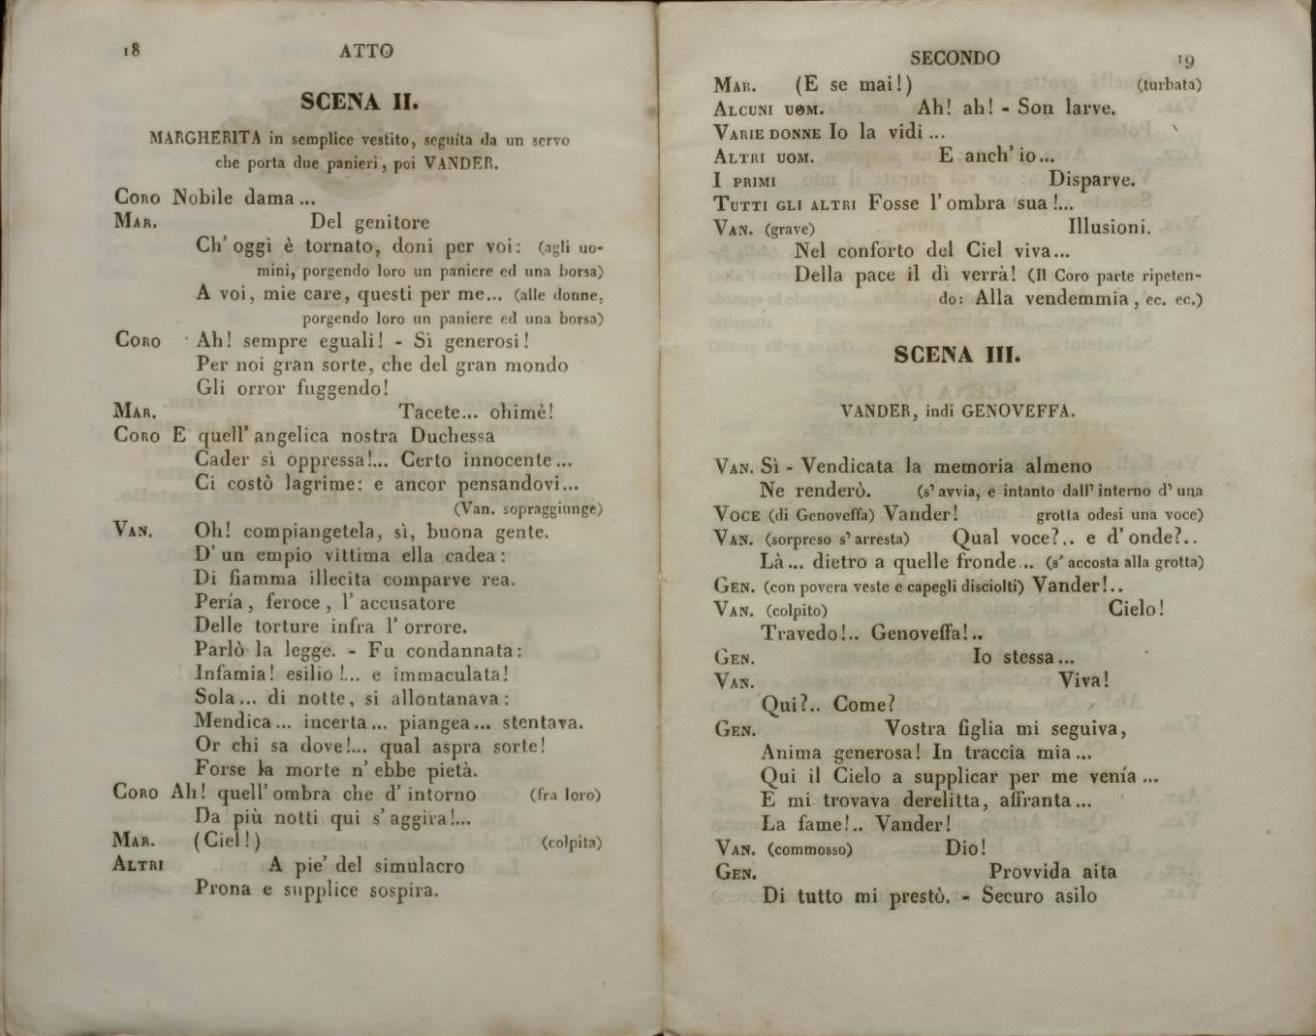 18 ATTO
SCENA II.
MARGHERITA in semplice vestito, seguíta da un servo
che porta due panieri, poi VANDER.
CORO Nobile dama...
MAR. Del genitore
Ch' oggi è tornato, doni per voi: (agli uo-
mini, porgendo loro un paniere ed una borsa)
A voi, mie care, questi per me... (alle donne,
porgendo loro un paniere ed una borsa)
CORO Ah! sempre eguali! - Sì generosi!
Per noi gran sorte, che del gran mondo
Gli orror fuggendo!
MAR. Tacete... ohimè!
CORO E quell' angelica nostra Duchessa
Cader sì oppressa!... Certo innocente...
Ci costò lagrime: e ancor pensandovi...
(Van. sopraggiunge)
VAN. Oh! compiangetela, sì, buona gente.
D' un empio vittima ella cadea:
Di fiamma illecita comparve rea.
Pería, feroce, l' accusatore
Delle torture infra l' orrore.
Parlò la legge. - Fu condannata:
Infamia! esilio!... e immaculata!
Sola... di notte, si allontanava:
Mendica... incerta... piangea... stentava.
Or chi sa dove!... qual aspra sorte!
Forse la morte n' ebbe pietà.
CORO Ah! quell' ombra che d' intorno (fra loro)
Da più notti qui s' aggira!...
MAR. (Ciel!) (colpita)
ALTRI A pie' del simulacro
Prona e supplice sospira.
SECONDO 19
MAR. (E se mai!) (turbata)
ALCUNI UOM. Ah! ah! - Son larve.
VARIE DONNE Io la vidi...
ALTRI UOM. E anch' io...
I PRIMI Disparve.
TUTTI GLI ALTRI Fosse l' ombra sua!...
VAN. (grave) Illusioni.
Nel conforto del Ciel viva...
Della pace il dì verrà! (Il Coro parte ripeten-
do: Alla vendemmia, ec. ec.)
SCENA III.
VANDER, indi GENOVEFFA.
VAN. Sì - Vendicata la memoria almeno
Ne renderò. (s' avvia, e intanto dall' interno d' una
VOCE (di Genoveffa) Vander! grotta odesi una voce)
VAN. (sorpreso s' arresta) Qual voce?.. e d' onde?..
Là... dietro a quelle fronde... (s' accosta alla grotta)
GEN. (con povera veste e capegli disciolti) Vander!..
VAN. (colpito) Cielo!
Travedo!.. Genoveffa!..
GEN. Io stessa...
VAN. Viva!
Qui?.. Come?
GEN. Vostra figlia mi seguiva,
Anima generosa! In traccia mia...
Qui il Cielo a supplicar per me venía...
E mi trovava derelitta, affranta...
La fame!.. Vander!
VAN. (commosso) Dio!
GEN. Provvida aita
Di tutto mi prestò. - Securo asilo